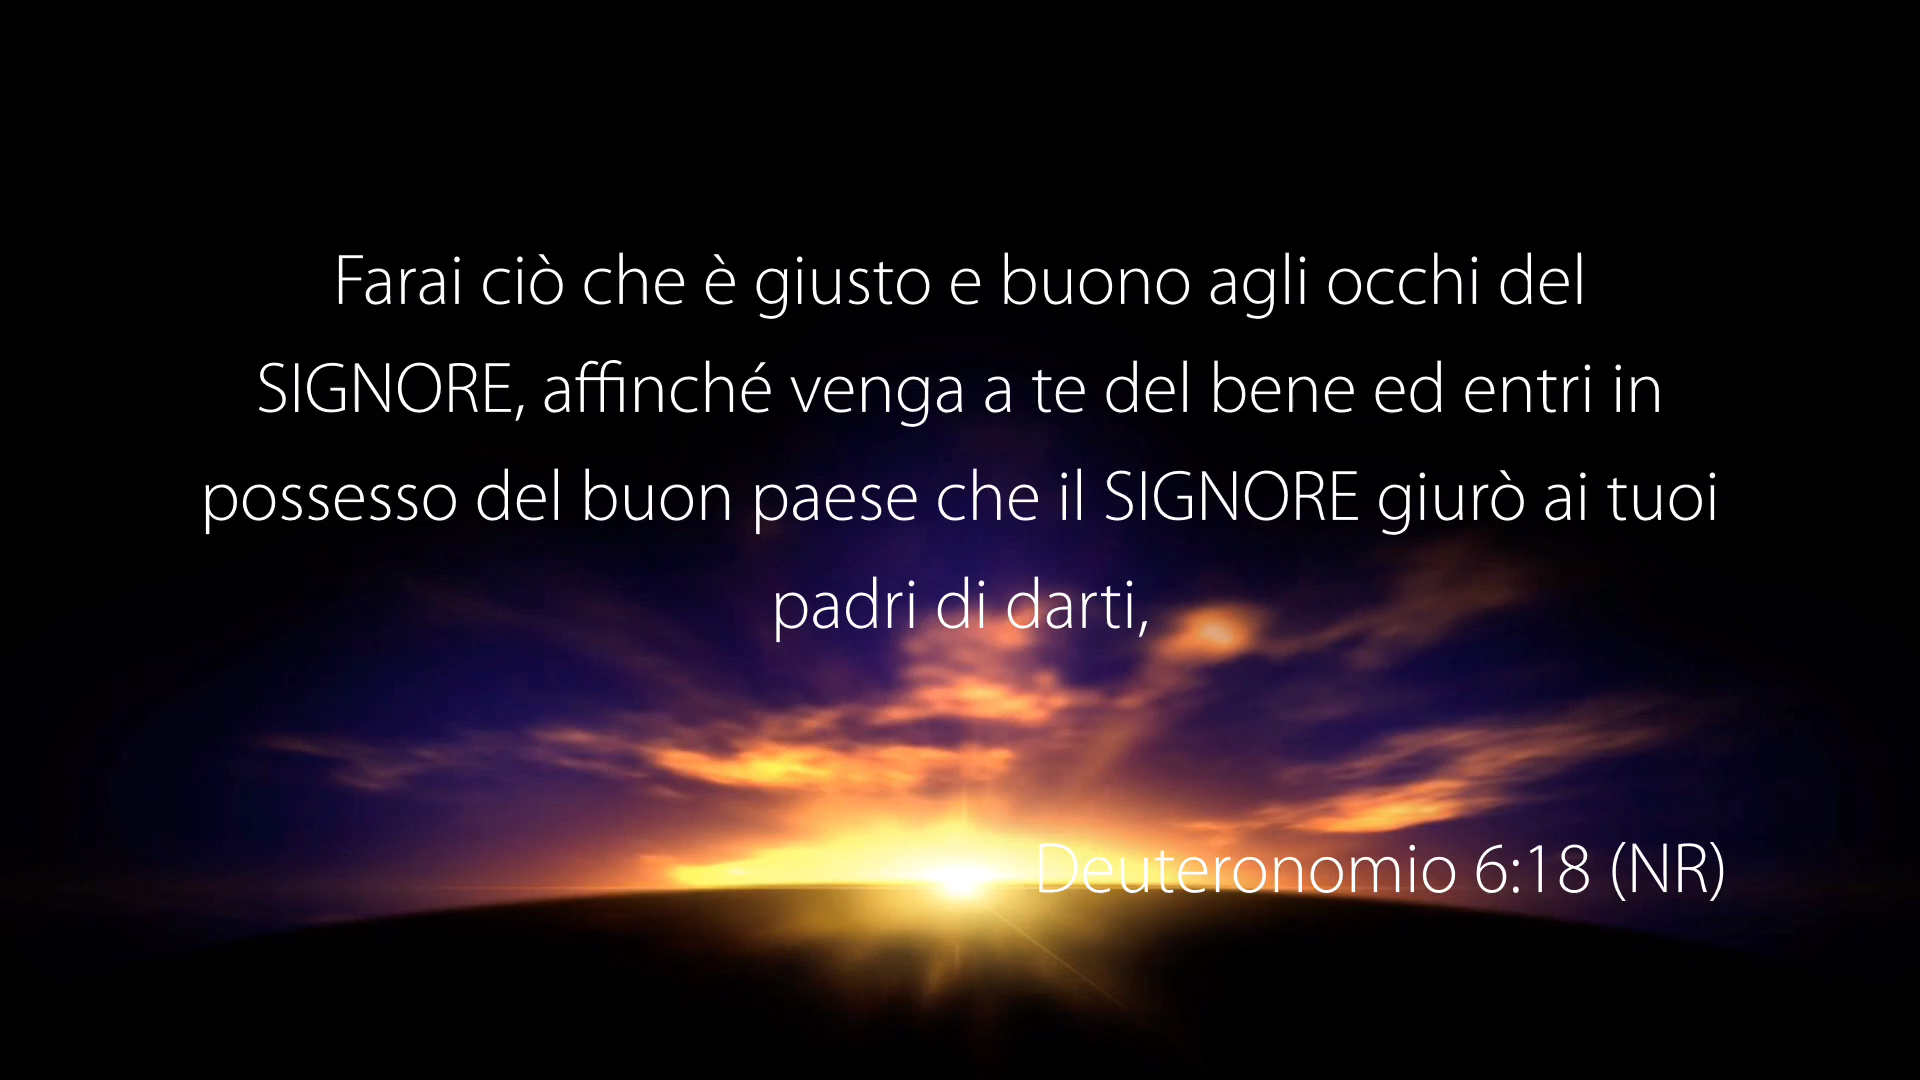 Farai ciò che è giusto e buono agli occhi del
SIGNORE, affinché venga a te del bene ed entri in
possesso del buon paese che il SIGNORE giurò ai tuoi
padri di darti,
Deuteronomio 6:18 (NR)